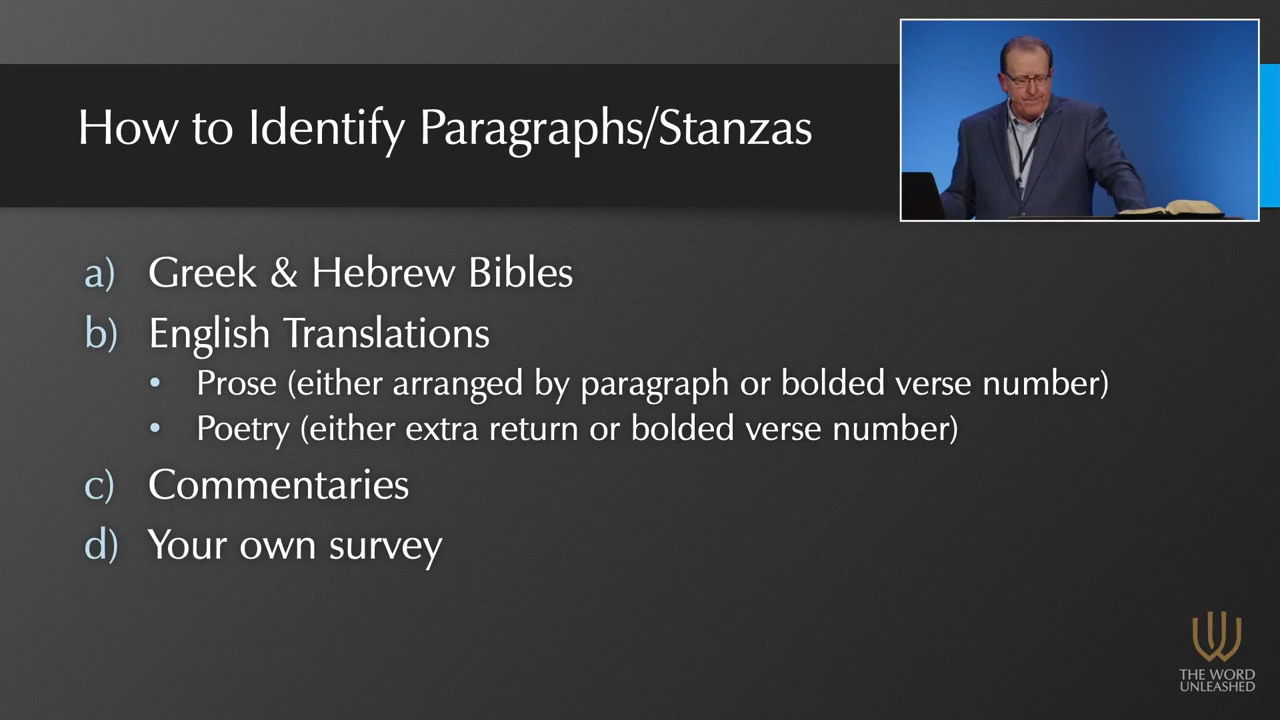 How to Identify Paragraphs/Stanzas
a) Greek & Hebrew Bibles
b) English Translations
• Prose (either arranged by paragraph or bolded verse number)
• Poetry (either extra return or bolded verse number)
c) Commentaries
d) Your own survey
THE WORD
UNLEASHED